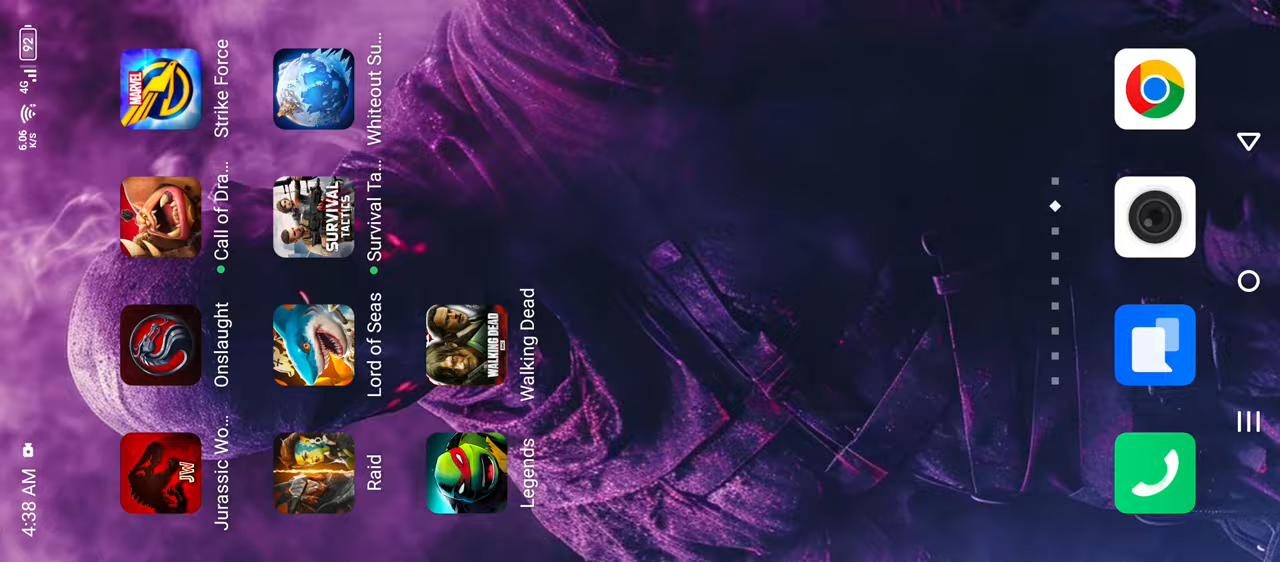 4:38 AM
6.06 K/S 4G 92
JW
MARVEL
Jurassic Wo...
Onslaught
Call of Dra...
Strike Force
SURVIVAL
TACTICS
Raid
Lord of Seas
Survival Ta...
Whiteout Su...
WALKING DEAD
Legends
Walking Dead